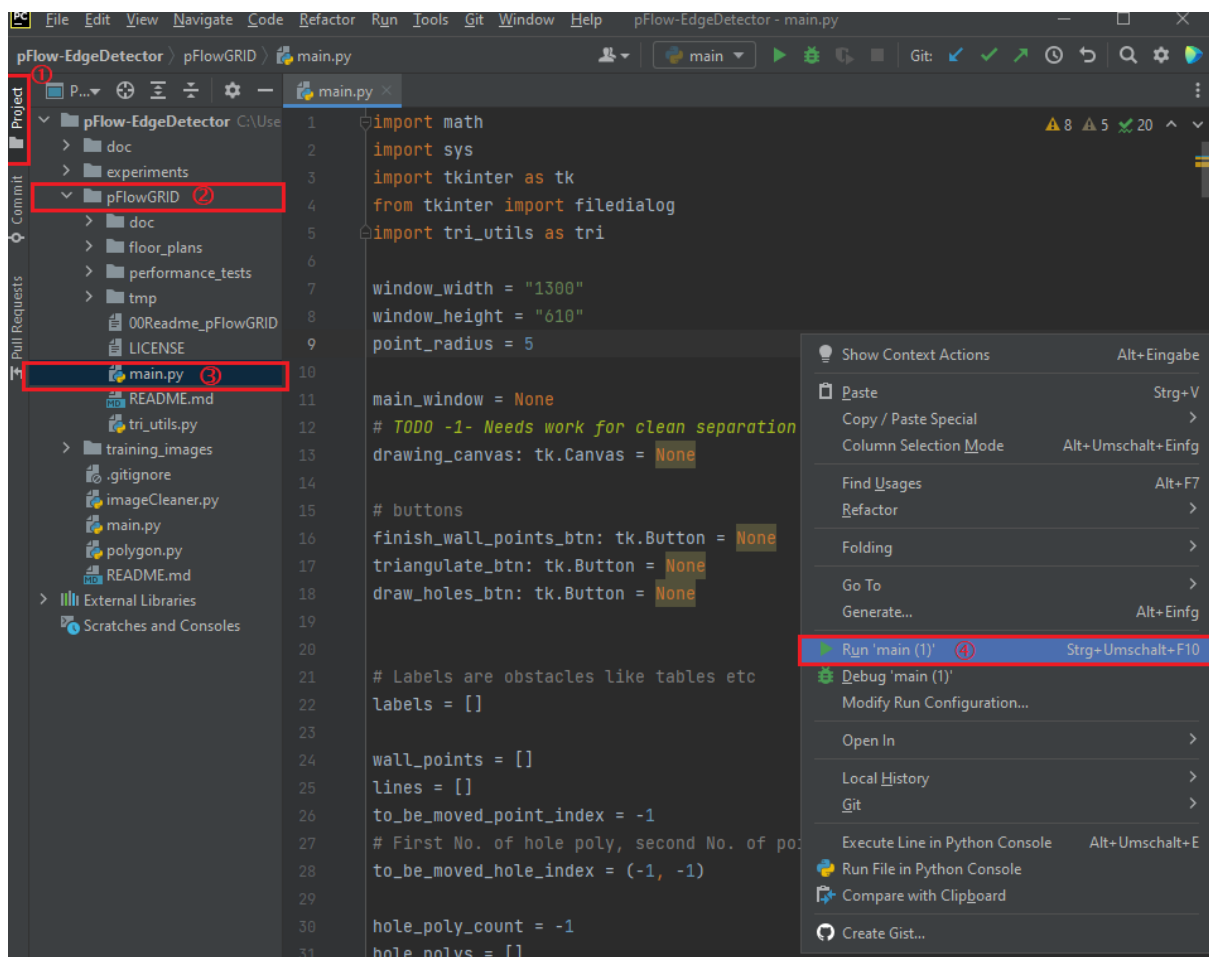 PC File Edit View Navigate Code Refactor Run Tools Git Window Help pFlow-EdgeDetector - main.py
pFlow-EdgeDetector pFlowGRID main.py main Git:
①
Project
Commit
Pull Requests
P...
pFlow-EdgeDetector C:\Use
doc
experiments
pFlowGRID ②
doc
floor_plans
performance_tests
tmp
00Readme_pFlowGRID
LICENSE
main.py ③
README.md
tri_utils.py
training_images
.gitignore
imageCleaner.py
main.py
polygon.py
README.md
External Libraries
Scratches and Consoles
main.py
8 5 20
1 import math
2 import sys
3 import tkinter as tk
4 from tkinter import filedialog
5 import tri_utils as tri
6
7 window_width = "1300"
8 window_height = "610"
9 point_radius = 5
10
11 main_window = None
12 # TODO -1- Needs work for clean separation
13 drawing_canvas: tk.Canvas = None
14
15 # buttons
16 finish_wall_points_btn: tk.Button = None
17 triangulate_btn: tk.Button = None
18 draw_holes_btn: tk.Button = None
19
20
21 # Labels are obstacles like tables etc
22 labels = []
23
24 wall_points = []
25 lines = []
26 to_be_moved_point_index = -1
27 # First No. of hole poly, second No. of poi
28 to_be_moved_hole_index = (-1, -1)
29
30 hole_poly_count = -1
31 hole_polys = []
Show Context Actions Alt+Eingabe
Paste Strg+V
Copy / Paste Special
Column Selection Mode Alt+Umschalt+Einfg
Find Usages Alt+F7
Refactor
Folding
Go To
Generate... Alt+Einfg
Run 'main (1)' ④ Strg+Umschalt+F10
Debug 'main (1)'
Modify Run Configuration...
Open In
Local History
Git
Execute Line in Python Console Alt+Umschalt+E
Run File in Python Console
Compare with Clipboard
Create Gist...